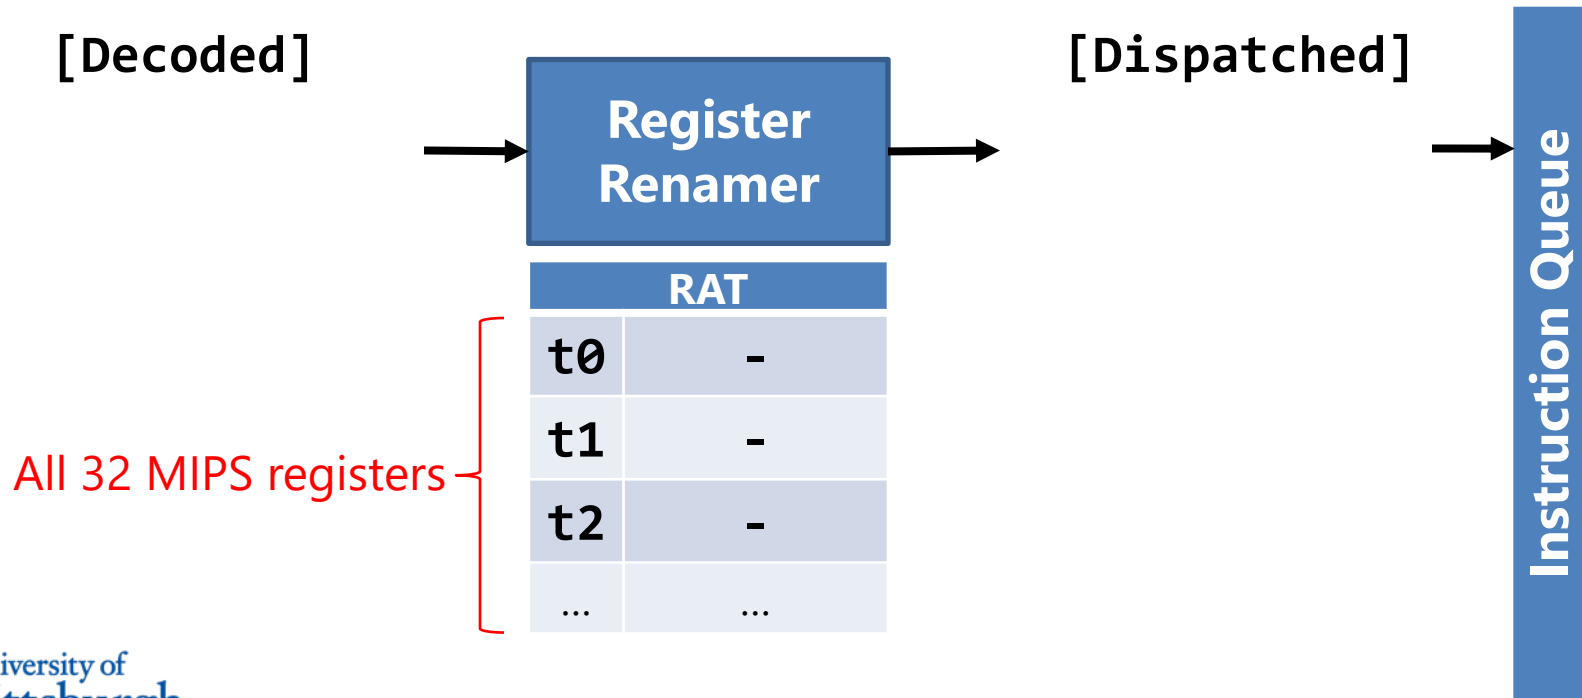 [Decoded]
[Dispatched]
Register
Renamer
Instruction Queue
RAT
t0 -
t1 -
t2 -
... ...
All 32 MIPS registers
iversity of